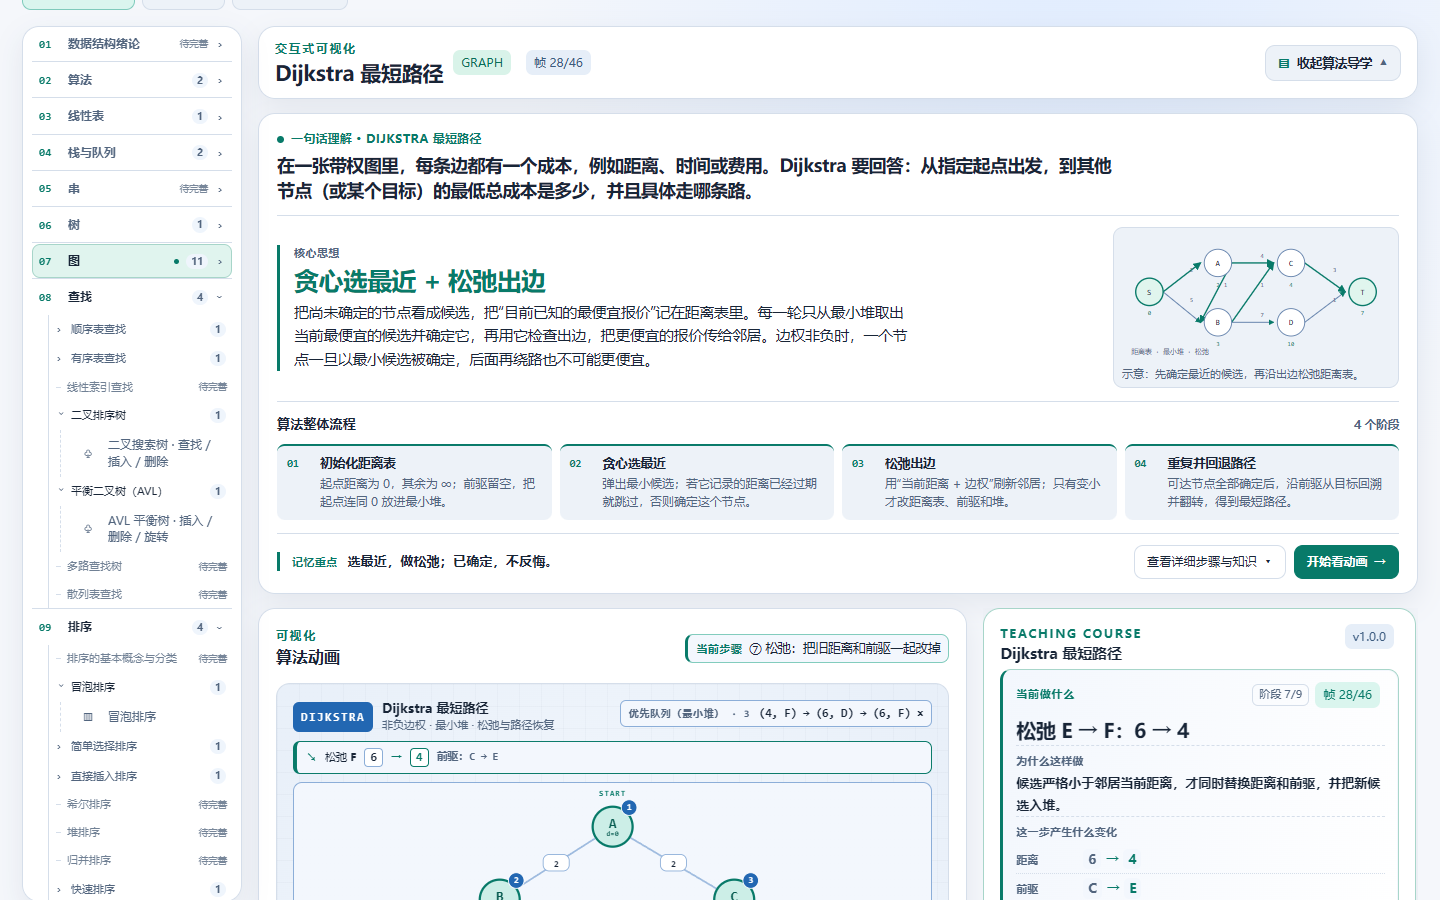 01 数据结构绪论 待完善 ›
02 算法 2 ›
03 线性表 1 ›
04 栈与队列 2 ›
05 串 待完善 ›
06 树 1 ›
07 图 11 ›
08 查找 4
› 顺序表查找 1
› 有序表查找 1
线性索引查找 待完善
二叉排序树 1
二叉搜索树 · 查找 /
插入 / 删除
平衡二叉树（AVL） 1
AVL 平衡树 · 插入 /
删除 / 旋转
多路查找树 待完善
散列表查找 待完善
09 排序 4
排序的基本概念与分类 待完善
冒泡排序 1
冒泡排序
› 简单选择排序 1
› 直接插入排序 1
希尔排序 待完善
堆排序 待完善
归并排序 待完善
› 快速排序 1
交互式可视化
Dijkstra 最短路径 GRAPH 帧 28/46
收起算法导学 ▲
一句话理解 • DIJKSTRA 最短路径
在一张带权图里，每条边都有一个成本，例如距离、时间或费用。Dijkstra 要回答：从指定起点出发，到其他
节点（或某个目标）的最低总成本是多少，并且具体走哪条路。
核心思想
贪心选最近 + 松弛出边
把尚未确定的节点看成候选，把“目前已知的最便宜报价”记在距离表里。每一轮只从最小堆取出
当前最便宜的候选并确定它，再用它检查出边，把更便宜的报价传给邻居。边权非负时，一个节
点一旦以最小候选被确定，后面再绕路也不可能更便宜。
A 4 C
3
S 5 2 1 1 4 T
0 7 7
B D
3 10
距离表 · 最小堆 · 松弛
示意：先确定最近的候选，再沿出边松弛距离表。
算法整体流程 4 个阶段
01 初始化距离表
起点距离为 0，其余为 ∞；前驱留空，把
起点连同 0 放进最小堆。
02 贪心选最近
弹出最小候选；若它记录的距离已经过期
就跳过，否则确定这个节点。
03 松弛出边
用“当前距离 + 边权”刷新邻居；只有变小
才改距离表、前驱和堆。
04 重复并回退路径
可达节点全部确定后，沿前驱从目标回溯
并翻转，得到最短路径。
记忆重点 选最近，做松弛；已确定，不反悔。
查看详细步骤与知识 ▾
开始看动画 →
可视化
算法动画
当前步骤 ⑦ 松弛：把旧距离和前驱一起改掉
DIJKSTRA
Dijkstra 最短路径
非负边权 · 最小堆 · 松弛与路径恢复
优先队列（最小堆） · 3 (4, F) → (6, D) → (6, F) ×
↘ 松弛 F 6 → 4 前驱：C → E
START
A 1
d=0
2 2
B 2
C 3
TEACHING COURSE
Dijkstra 最短路径
v1.0.0
当前做什么 阶段 7/9 帧 28/46
松弛 E → F：6 → 4
为什么这样做
候选严格小于邻居当前距离，才同时替换距离和前驱，并把新候
选入堆。
这一步产生什么变化
距离 6 → 4
前驱 C → E